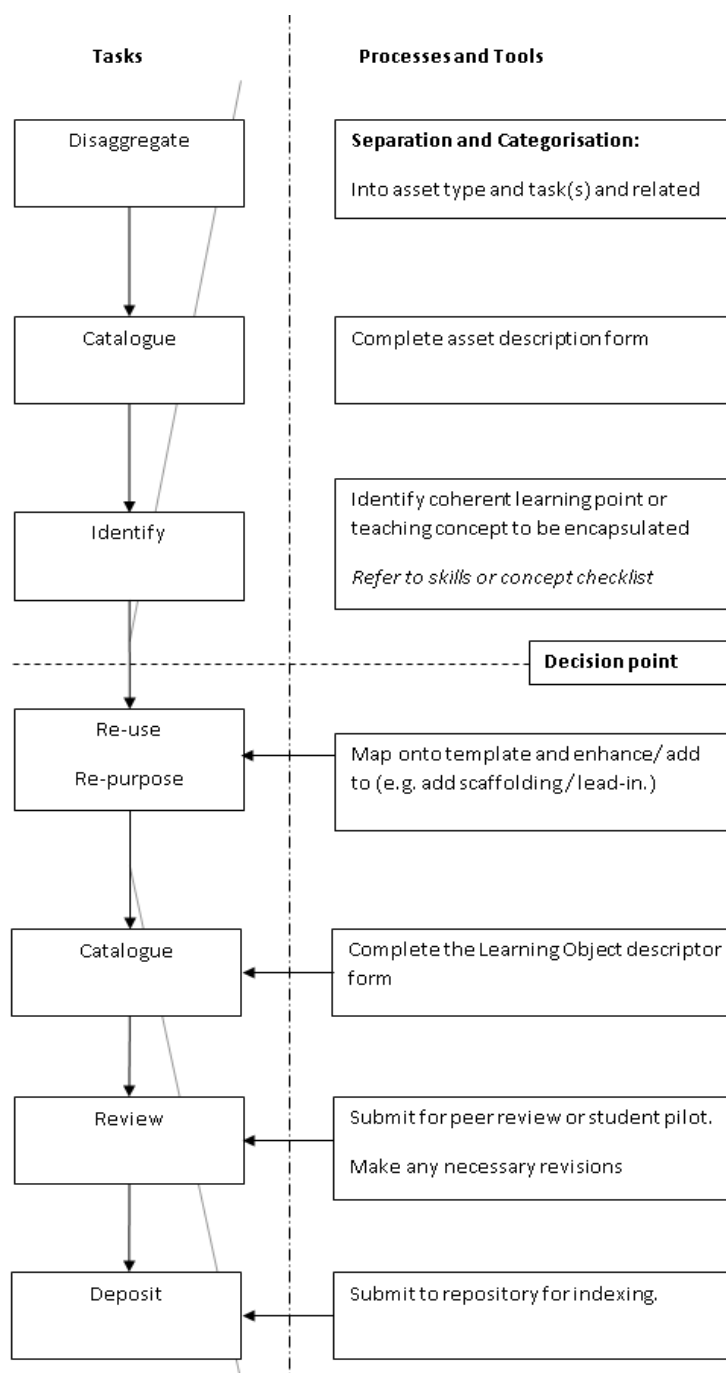 Tasks
Processes and Tools
Disaggregate
Separation and Categorisation:
Into asset type and task(s) and related
Catalogue
Complete asset description form
Identify
Identify coherent learning point or
teaching concept to be encapsulated
Refer to skills or concept checklist
Decision point
Re-use
Re-purpose
Map onto template and enhance/ add
to (e.g. add scaffolding / lead-in.)
Catalogue
Complete the Learning Object descriptor
form
Review
Submit for peer review or student pilot.
Make any necessary revisions
Deposit
Submit to repository for indexing.